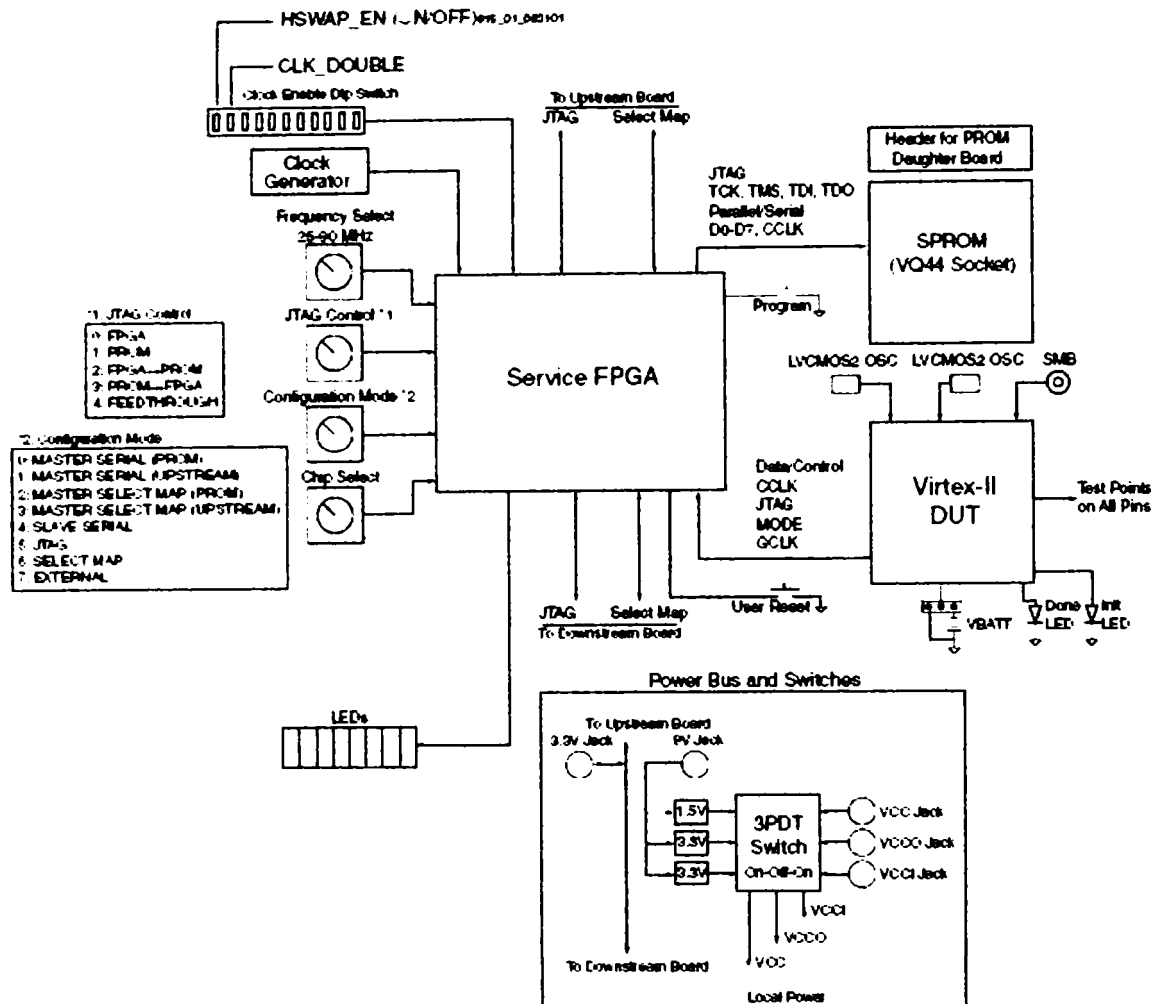 HSWAP_EN (ON/OFF)
CLK_DOUBLE
Clock Enable Dip Switch
Clock
Generator
Frequency Select
25-90 MHz
JTAG Control *1
Configuration Mode *2
Chip Select
*1. JTAG Control
0: FPGA
1: PROM
2: FPGA—PROM
3: PROM—FPGA
4: FEEDTHROUGH
*2. Configuration Mode
0: MASTER SERIAL (PROM)
1: MASTER SERIAL (UPSTREAM)
2: MASTER SELECT MAP (PROM)
3: MASTER SELECT MAP (UPSTREAM)
4: SLAVE SERIAL
5: JTAG
6: SELECT MAP
7: EXTERNAL
To Upstream Board
JTAG Select Map
Service FPGA
JTAG
TCK, TMS, TDI, TDO
Parallel/Serial
D0-D7, CCLK
Program
Header for PROM
Daughter Board
SPROM
(VQ44 Socket)
LVCMOS2 OSC LVCMOS2 OSC SMB
Data/Control
CCLK
JTAG
MODE
GCLK
Virtex-II
DUT
Test Points
on All Pins
User Reset
VBATT
Done
LED
Init
LED
JTAG Select Map
To Downstream Board
LEDs
Power Bus and Switches
To Upstream Board
3.3V Jack PV Jack
1.5V
3.3V
3.3V
3PDT
Switch
On-Off-On
VCC Jack
VCCO Jack
VCCI Jack
VCCI
VCCO
VCC
To Downstream Board
Local Power